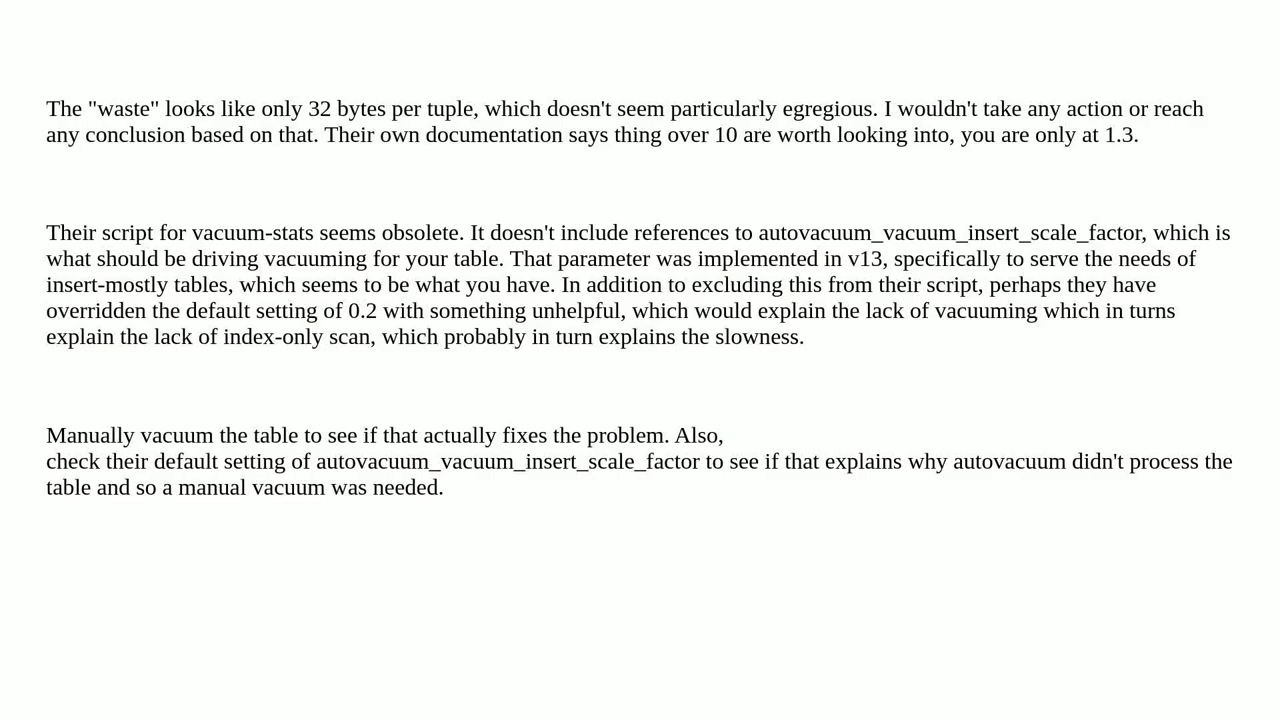 The "waste" looks like only 32 bytes per tuple, which doesn't seem particularly egregious. I wouldn't take any action or reach
any conclusion based on that. Their own documentation says thing over 10 are worth looking into, you are only at 1.3.
Their script for vacuum-stats seems obsolete. It doesn't include references to autovacuum_vacuum_insert_scale_factor, which is
what should be driving vacuuming for your table. That parameter was implemented in v13, specifically to serve the needs of
insert-mostly tables, which seems to be what you have. In addition to excluding this from their script, perhaps they have
overridden the default setting of 0.2 with something unhelpful, which would explain the lack of vacuuming which in turns
explain the lack of index-only scan, which probably in turn explains the slowness.
Manually vacuum the table to see if that actually fixes the problem. Also,
check their default setting of autovacuum_vacuum_insert_scale_factor to see if that explains why autovacuum didn't process the
table and so a manual vacuum was needed.